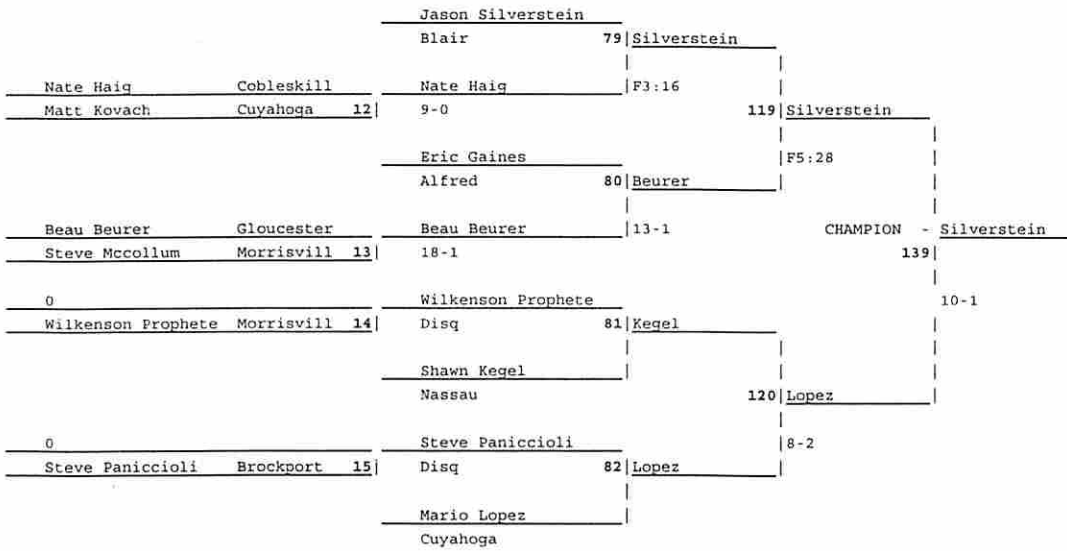 Jason Silverstein
Blair 79 Silverstein
Nate Haig Cobleskill Nate Haig F3:16
Matt Kovach Cuyahoga 12 9-0 119 Silverstein
Eric Gaines F5:28
Alfred 80 Beurer
Beau Beurer Gloucester Beau Beurer 13-1 CHAMPION - Silverstein
Steve Mccollum Morrisvill 13 18-1 139
0 Wilkenson Prophete 10-1
Wilkenson Prophete Morrisvill 14 Disq 81 Kegel
Shawn Kegel
Nassau 120 Lopez
0 Steve Paniccioli 8-2
Steve Paniccioli Brockport 15 Disq 82 Lopez
Mario Lopez
Cuyahoga